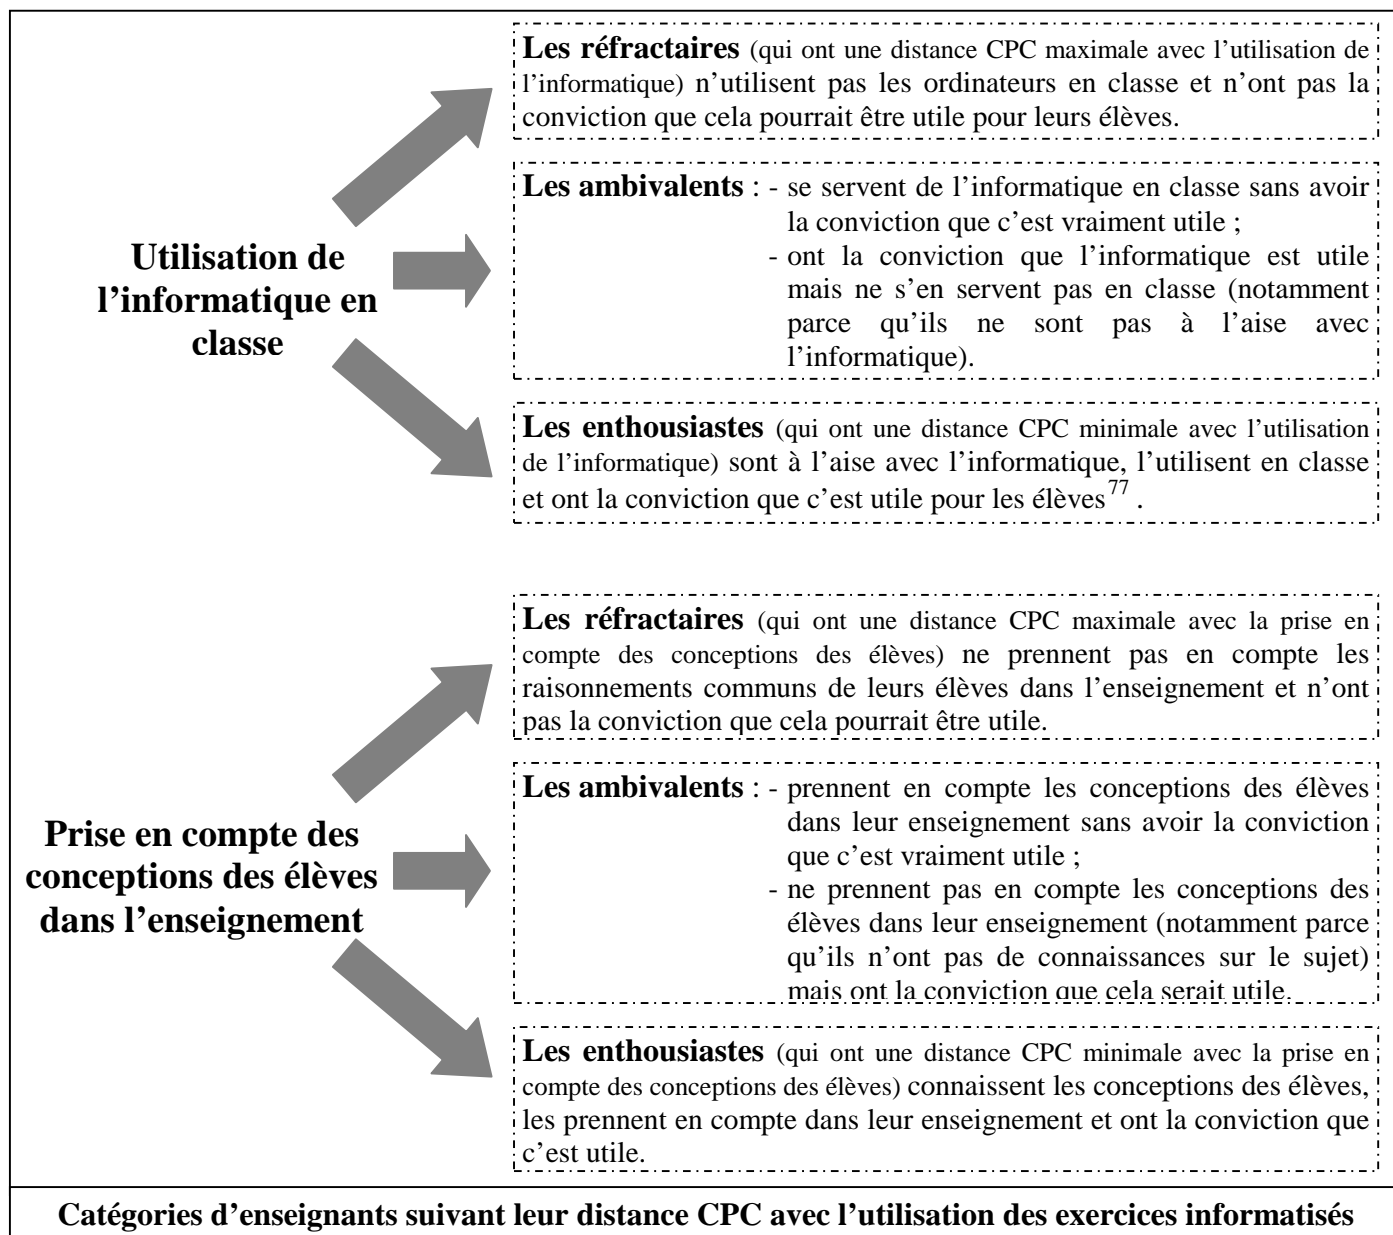 Les réfractaires (qui ont une distance CPC maximale avec l’utilisation de
l’informatique) n’utilisent pas les ordinateurs en classe et n’ont pas la
conviction que cela pourrait être utile pour leurs élèves.
Les ambivalents : - se servent de l’informatique en classe sans avoir
la conviction que c’est vraiment utile ;
- ont la conviction que l’informatique est utile
mais ne s’en servent pas en classe (notamment
parce qu’ils ne sont pas à l’aise avec
l’informatique).
Utilisation de
l’informatique en
classe
Les enthousiastes (qui ont une distance CPC minimale avec l’utilisation
de l’informatique) sont à l’aise avec l’informatique, l’utilisent en classe
et ont la conviction que c’est utile pour les élèves77 .
Les réfractaires (qui ont une distance CPC maximale avec la prise en
compte des conceptions des élèves) ne prennent pas en compte les
raisonnements communs de leurs élèves dans l’enseignement et n’ont
pas la conviction que cela pourrait être utile.
Les ambivalents : - prennent en compte les conceptions des élèves
dans leur enseignement sans avoir la conviction
que c’est vraiment utile ;
- ne prennent pas en compte les conceptions des
élèves dans leur enseignement (notamment parce
qu’ils n’ont pas de connaissances sur le sujet)
mais ont la conviction que cela serait utile.
Prise en compte des
conceptions des élèves
dans l’enseignement
Les enthousiastes (qui ont une distance CPC minimale avec la prise en
compte des conceptions des élèves) connaissent les conceptions des élèves,
les prennent en compte dans leur enseignement et ont la conviction que
c’est utile.
Catégories d’enseignants suivant leur distance CPC avec l’utilisation des exercices informatisés